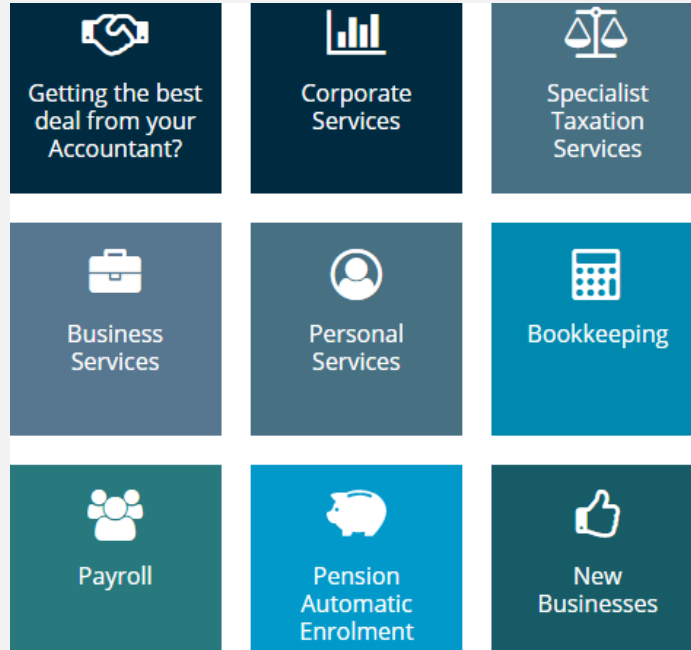 Getting the best
deal from your
Accountant?
Corporate
Services
Specialist
Taxation
Services
Business
Services
Personal
Services
Bookkeeping
Payroll
Pension
Automatic
Enrolment
New
Businesses